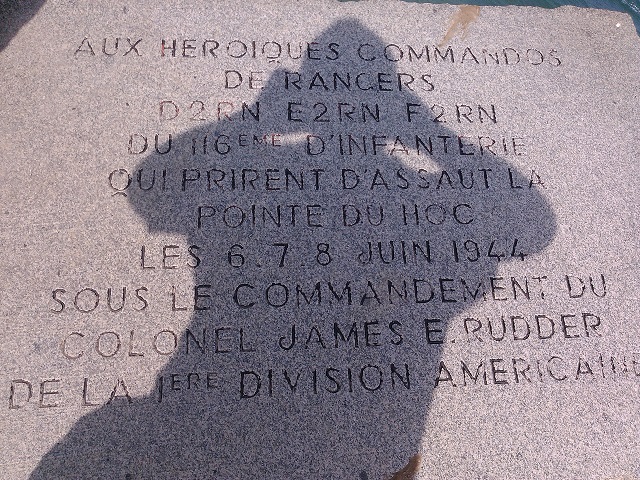 AUX HEROIQUES COMMANDOS
DE RANGERS
D2RN E2RN F2RN
DU 116EME D'INFANTERIE
QUI PRIRENT D'ASSAUT LA
POINTE DU HOC
LES 6.7.8 JUIN 1944
SOUS LE COMMANDEMENT DU
COLONEL JAMES E. RUDDER
DE LA 1ERE DIVISION AMERICAINE